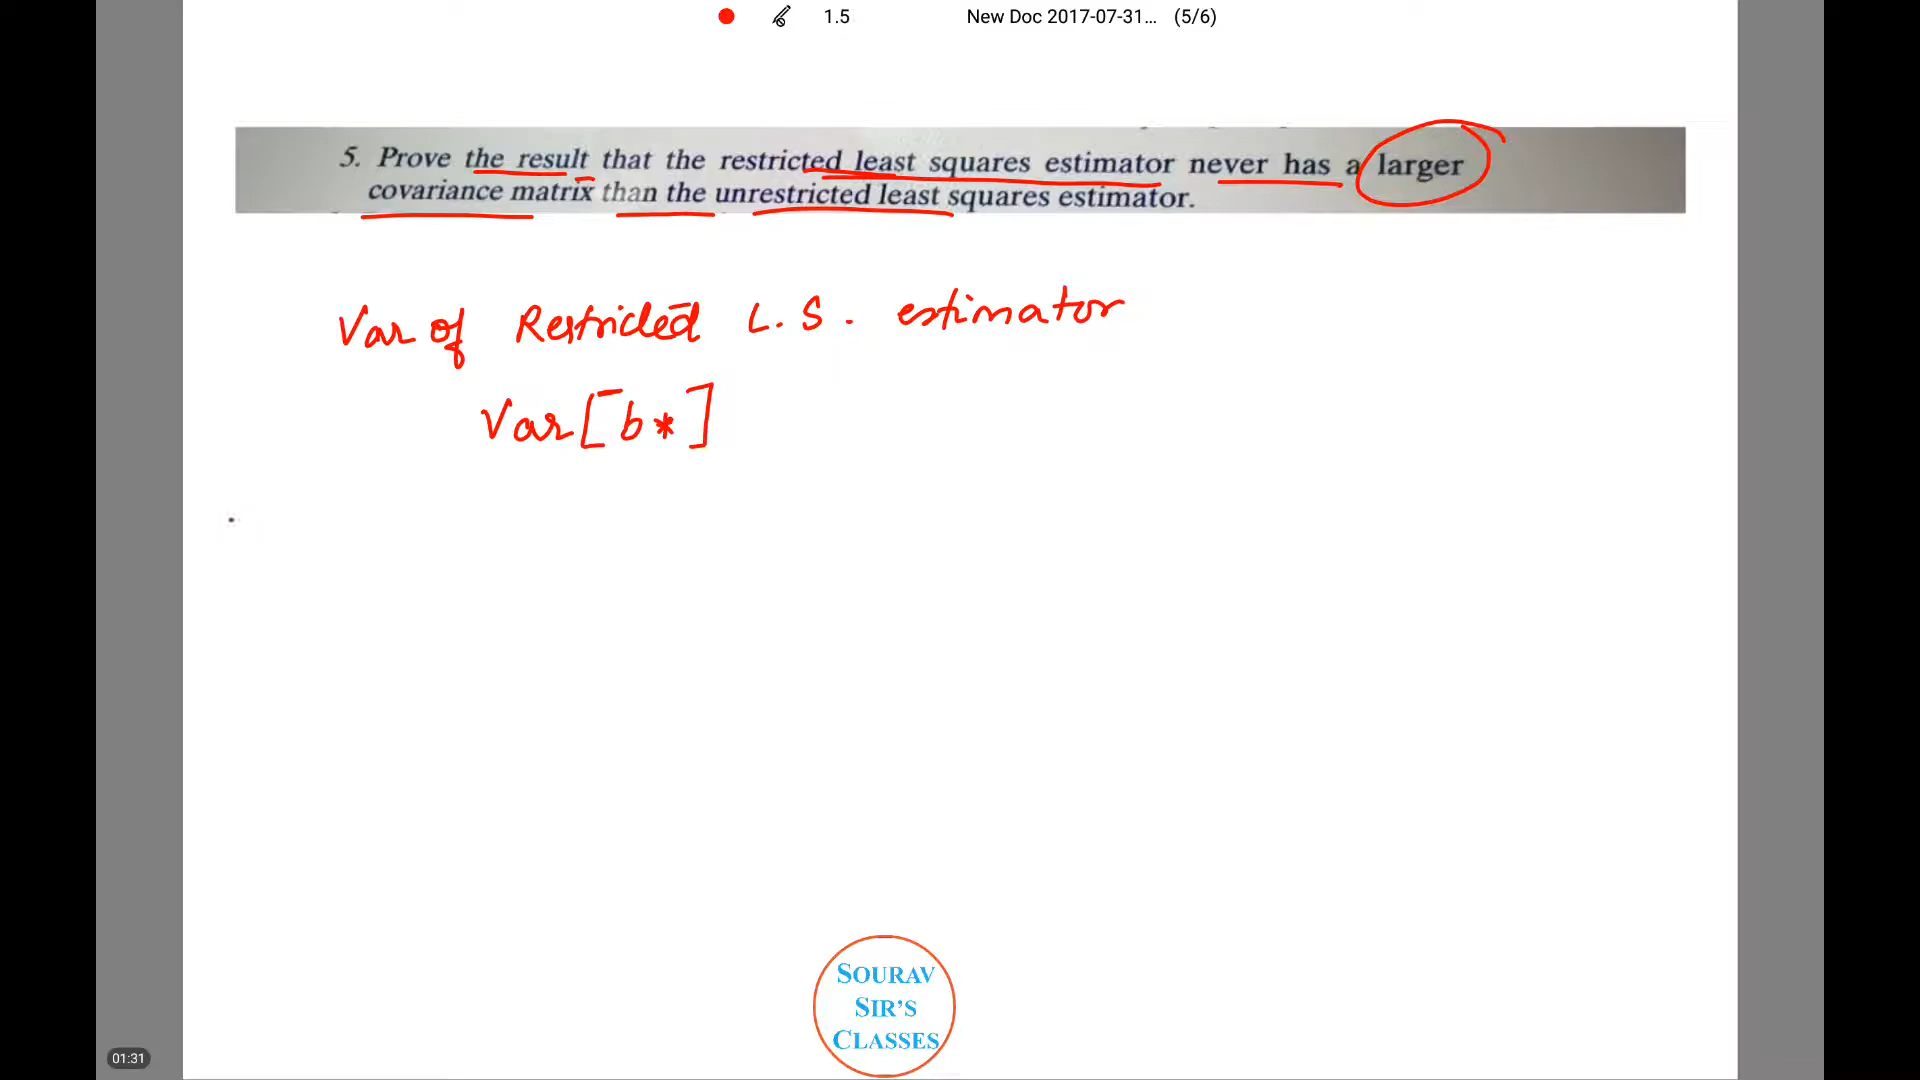 1.5 New Doc 2017-07-31... (5/6)
5. Prove the result that the restricted least squares estimator never has a larger
covariance matrix than the unrestricted least squares estimator.
Var of Restricted L.S. estimator
Var[b*]
SOURAV
SIR'S
CLASSES
01:31